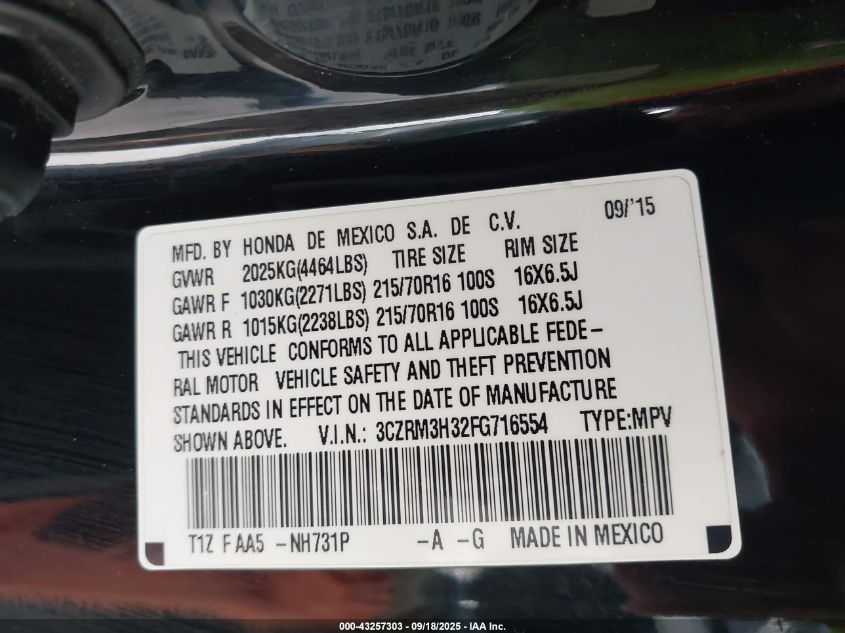 MFD. BY HONDA DE MEXICO S.A. DE C.V. 09/'15
GVWR 2025KG(4464LBS) TIRE SIZE RIM SIZE
GAWR F 1030KG(2271LBS) 215/70R16 100S 16X6.5J
GAWR R 1015KG(2238LBS) 215/70R16 100S 16X6.5J
THIS VEHICLE CONFORMS TO ALL APPLICABLE FEDE-
RAL MOTOR VEHICLE SAFETY AND THEFT PREVENTION
STANDARDS IN EFFECT ON THE DATE OF MANUFACTURE
SHOWN ABOVE. V.I.N.: 3CZRM3H32FG716554 TYPE:MPV
T1Z F AA5 -NH731P -A -G MADE IN MEXICO
000-43257303 - 09/18/2025 - IAA Inc.